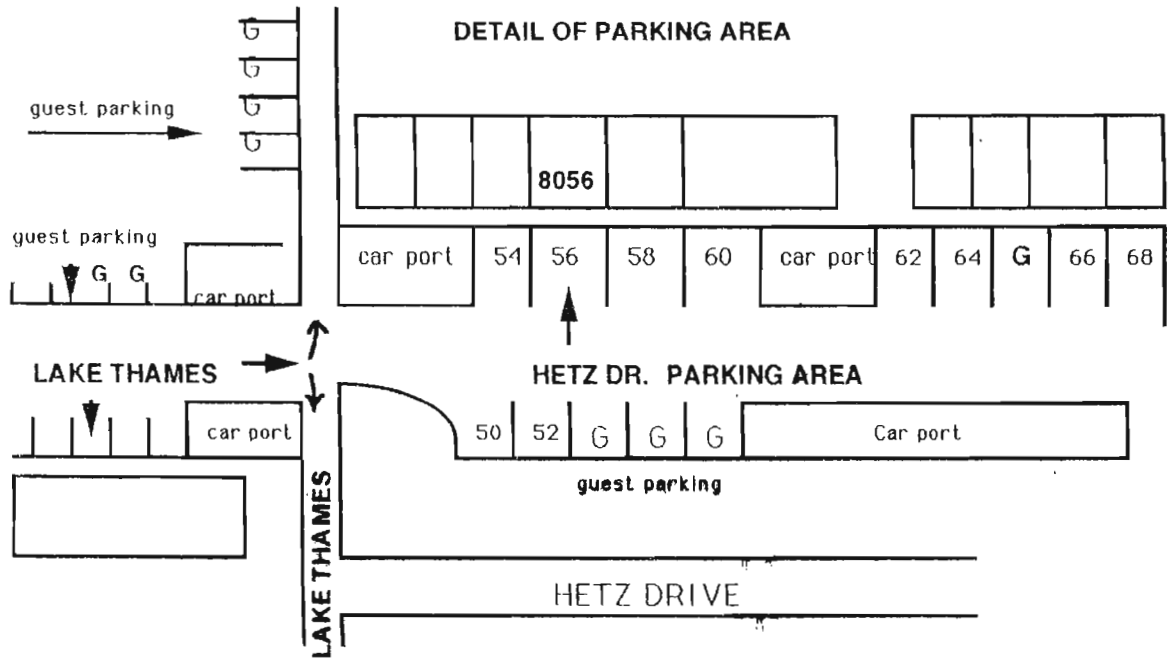 DETAIL OF PARKING AREA
G
G
G
G
guest parking
8056
guest parking
G G
car port
car port 54 56 58 60 car port 62 64 G 66 68
LAKE THAMES
HETZ DR. PARKING AREA
car port
50 52 G G G
Car port
guest parking
LAKE THAMES
HETZ DRIVE